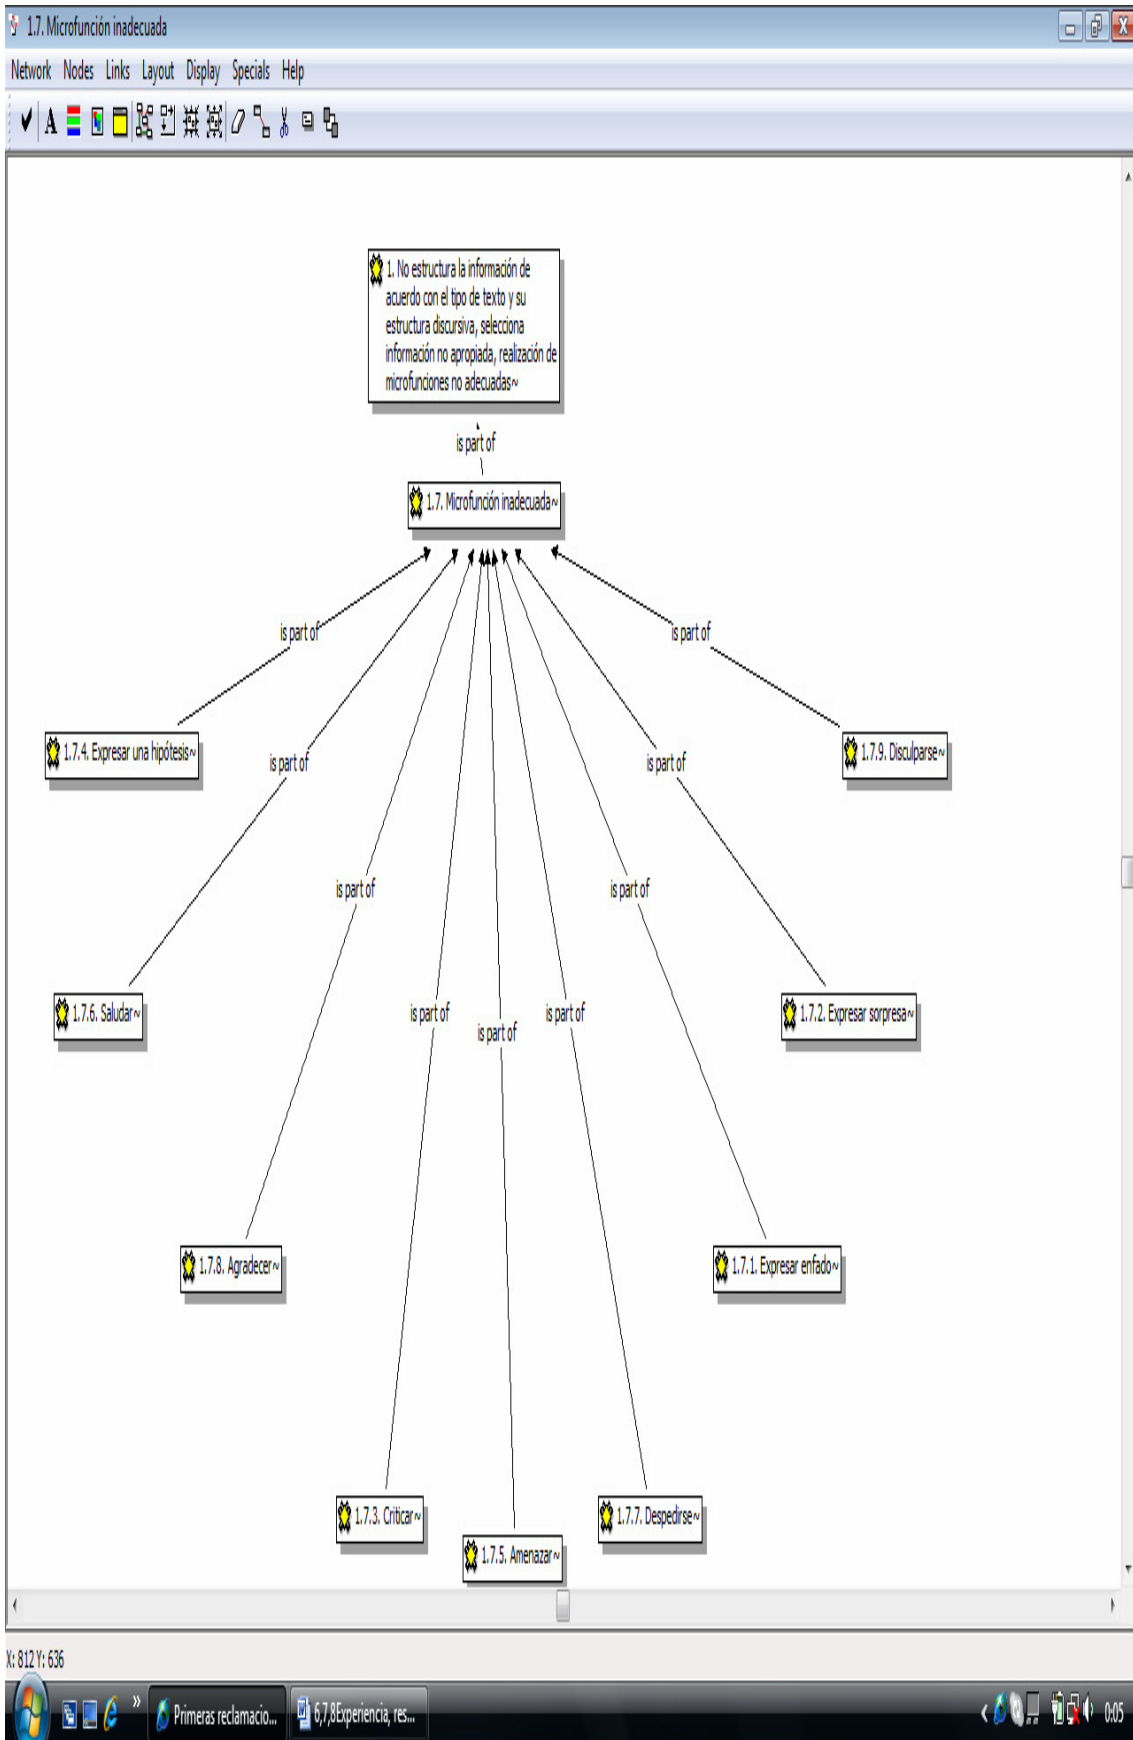 1.7. Microfunción inadecuada
Network Nodes Links Layout Display Specials Help
A
1. No estructura la información de
acuerdo con el tipo de texto y su
estructura discursiva, selecciona
información no apropiada, realización de
microfunciones no adecuadas~
is part of
1.7. Microfunción inadecuada~
is part of
is part of
1.7.4. Expresar una hipótesis~
1.7.9. Disculparse~
is part of
is part of
is part of
is part of
1.7.6. Saludar~
1.7.2. Expresar sorpresa~
is part of
is part of
is part of
1.7.8. Agradecer~
1.7.1. Expresar enfado~
1.7.3. Criticar~
1.7.7. Despedirse~
1.7.5. Amenazar~
X: 812 Y: 636
» Primeras reclamacio... 6,7,8Experiencia, res... 0:05